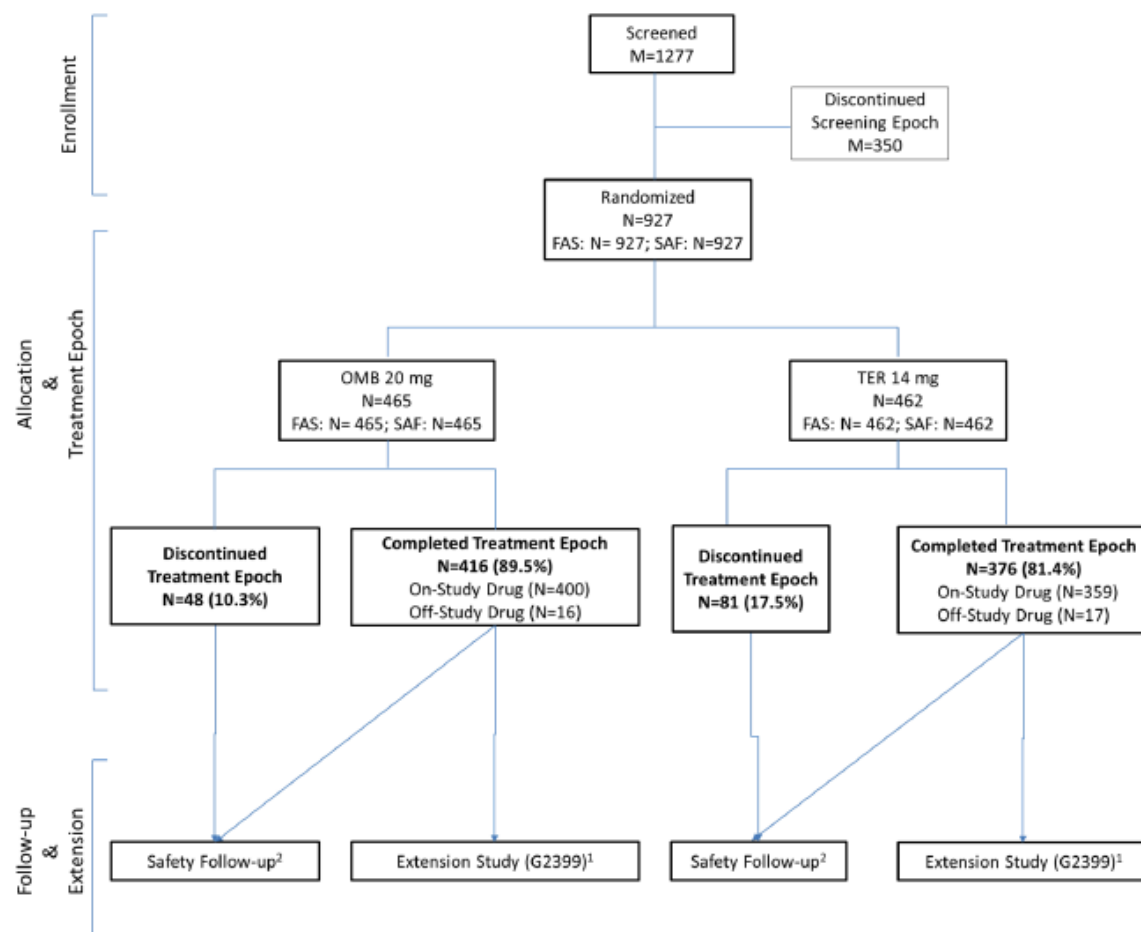 Enrollment
Screened
M=1277
Discontinued
Screening Epoch
M=350
Randomized
N=927
FAS: N= 927; SAF: N=927
Allocation
&
Treatment Epoch
OMB 20 mg
N=465
FAS: N= 465; SAF: N=465
TER 14 mg
N=462
FAS: N= 462; SAF: N=462
Discontinued
Treatment Epoch
N=48 (10.3%)
Completed Treatment Epoch
N=416 (89.5%)
On-Study Drug (N=400)
Off-Study Drug (N=16)
Discontinued
Treatment Epoch
N=81 (17.5%)
Completed Treatment Epoch
N=376 (81.4%)
On-Study Drug (N=359)
Off-Study Drug (N=17)
Follow-up
&
Extension
Safety Follow-up²
Extension Study (G2399)¹
Safety Follow-up²
Extension Study (G2399)¹